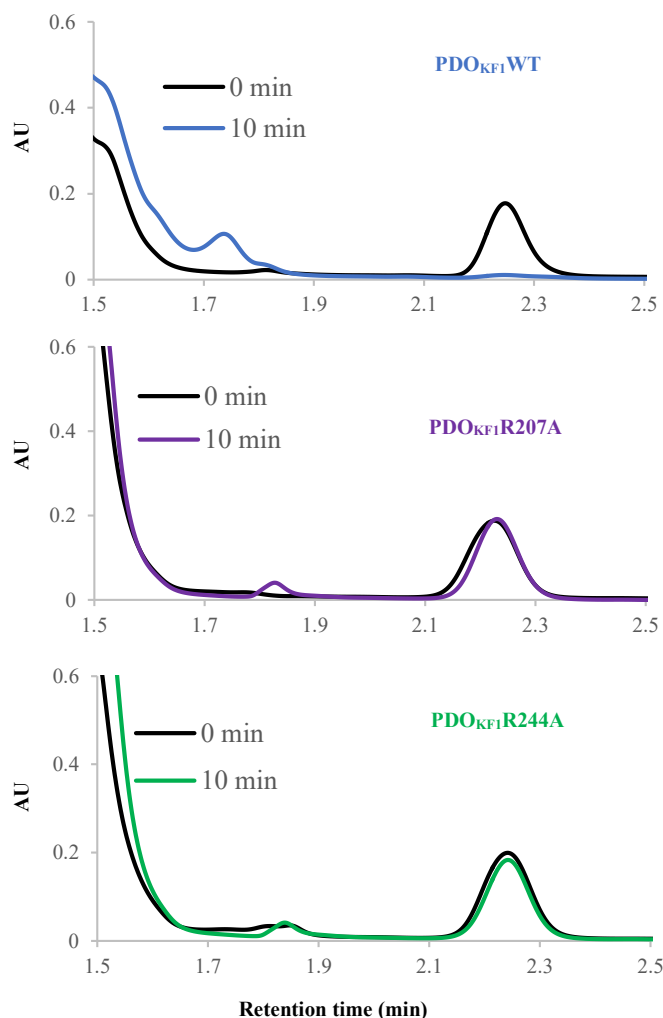 0.6
PDOKF1WT
0 min
10 min
0.4
AU
0.2
0
1.5 1.7 1.9 2.1 2.3 2.5
0.6
0 min
PDOKF1R207A
10 min
0.4
AU
0.2
0
1.5 1.7 1.9 2.1 2.3 2.5
0.6
PDOKF1R244A
0 min
10 min
0.4
AU
0.2
0
1.5 1.7 1.9 2.1 2.3 2.5
Retention time (min)